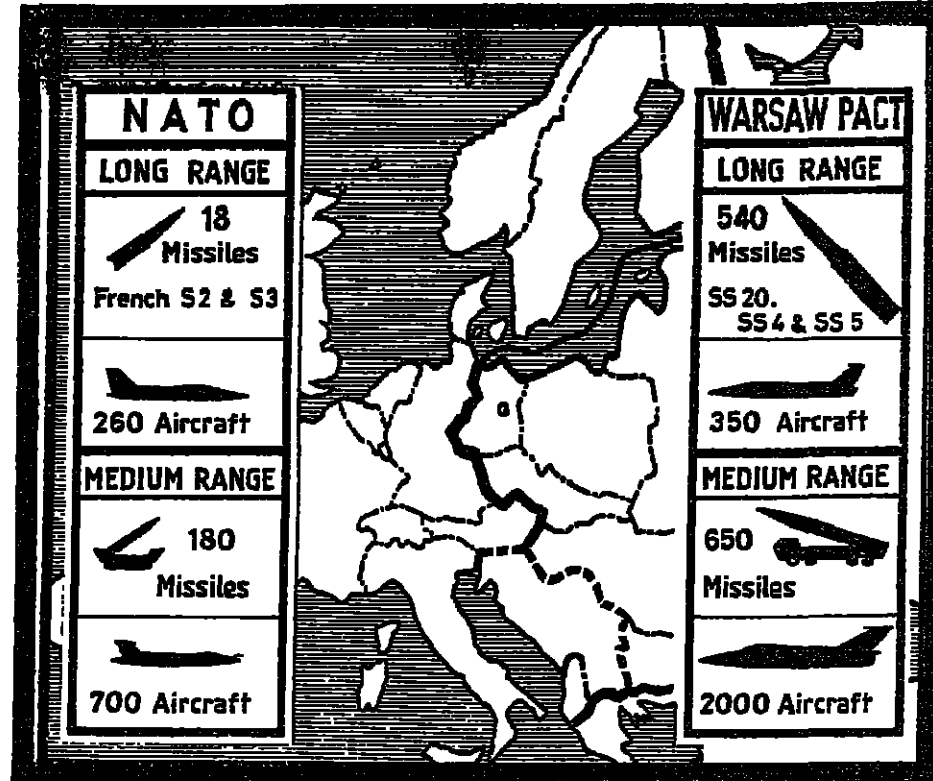 NATO
LONG RANGE
18
Missiles
French S2 & S3
260 Aircraft
MEDIUM RANGE
180
Missiles
700 Aircraft
WARSAW PACT
LONG RANGE
540
Missiles
SS 20.
SS 4 & SS 5
350 Aircraft
MEDIUM RANGE
650
Missiles
2000 Aircraft